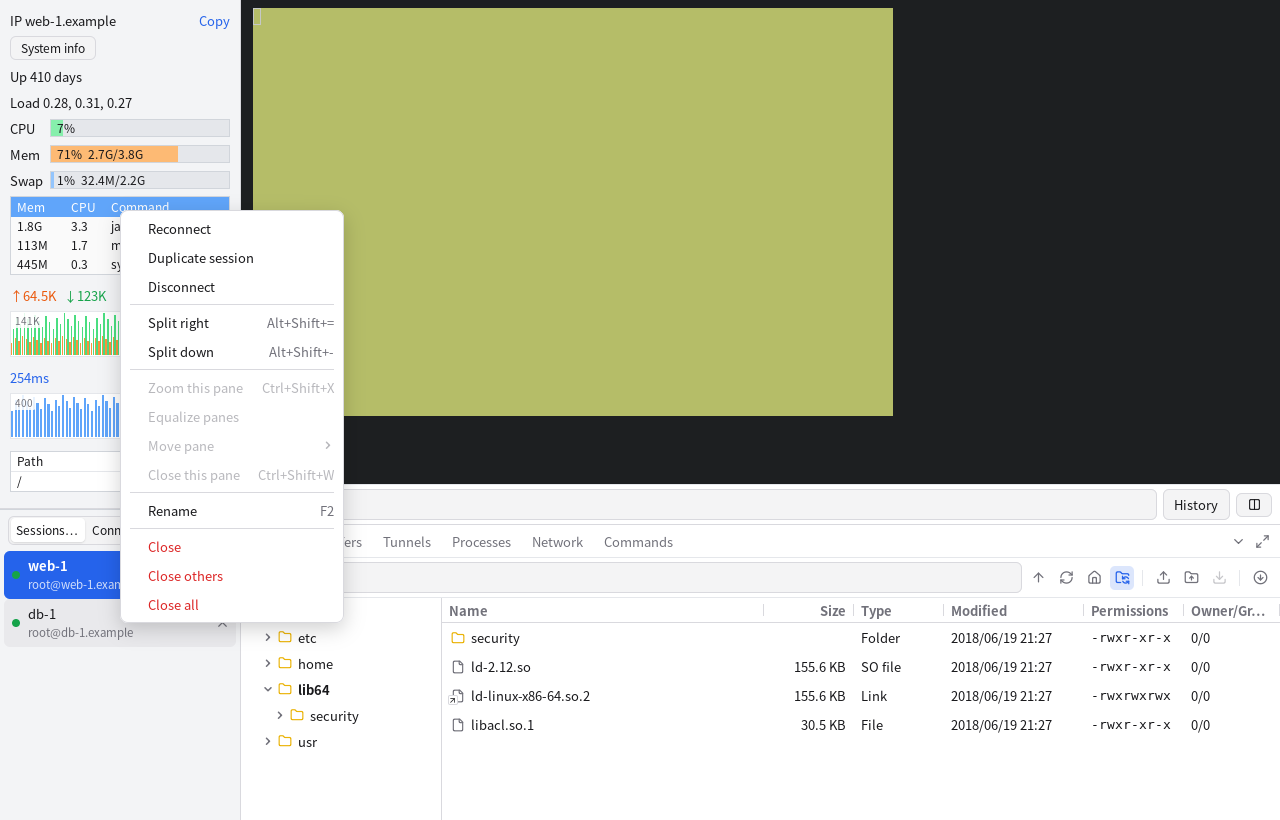 IP web-1.example Copy
System info
Up 410 days
Load 0.28, 0.31, 0.27
CPU 7%
Mem 71% 2.7G/3.8G
Swap 1% 32.4M/2.2G
Mem CPU Command
1.8G 3.3
113M 1.7
445M 0.3
↑64.5K ↓123K
141K
254ms
400
Path
/
Sessions…
web-1
root@web-1.exam
db-1
root@db-1.example
Reconnect
Duplicate session
Disconnect
Split right Alt+Shift+=
Split down Alt+Shift+-
Zoom this pane Ctrl+Shift+X
Equalize panes
Move pane
Close this pane Ctrl+Shift+W
Rename F2
Close
Close others
Close all
History
Tunnels Processes Network Commands
etc
home
lib64
security
usr
Name Size Type Modified Permissions Owner/Gr…
security Folder 2018/06/19 21:27 -rwxr-xr-x 0/0
ld-2.12.so 155.6 KB SO file 2018/06/19 21:27 -rwxr-xr-x 0/0
ld-linux-x86-64.so.2 155.6 KB Link 2018/06/19 21:27 -rwxrwxrwx 0/0
libacl.so.1 30.5 KB File 2018/06/19 21:27 -rwxr-xr-x 0/0